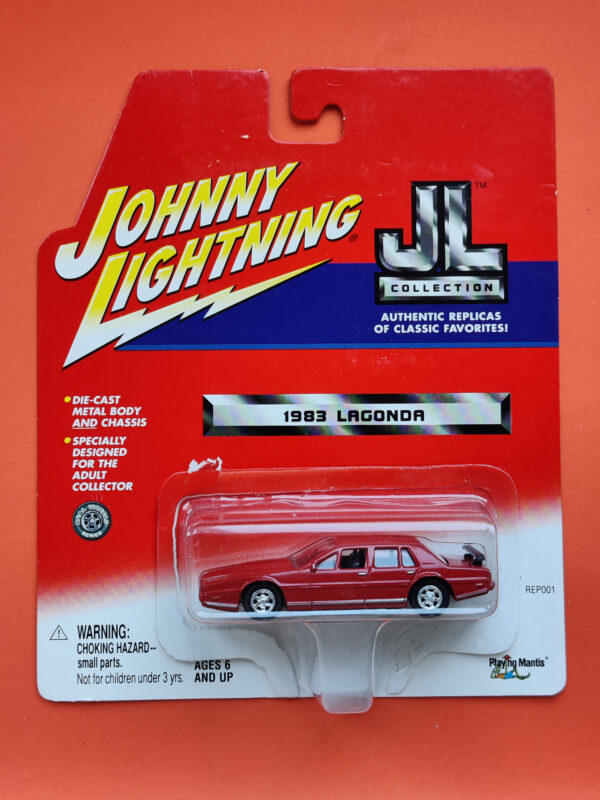 JOHNNY
LIGHTNING®
JL™
COLLECTION
AUTHENTIC REPLICAS
OF CLASSIC FAVORITES!
1983 LAGONDA
• DIE-CAST
METAL BODY
AND CHASSIS
• SPECIALLY
DESIGNED
FOR THE
ADULT
COLLECTOR
REP001
WARNING:
CHOKING HAZARD--
small parts.
Not for children under 3 yrs.
AGES 6
AND UP
Playing Mantis®